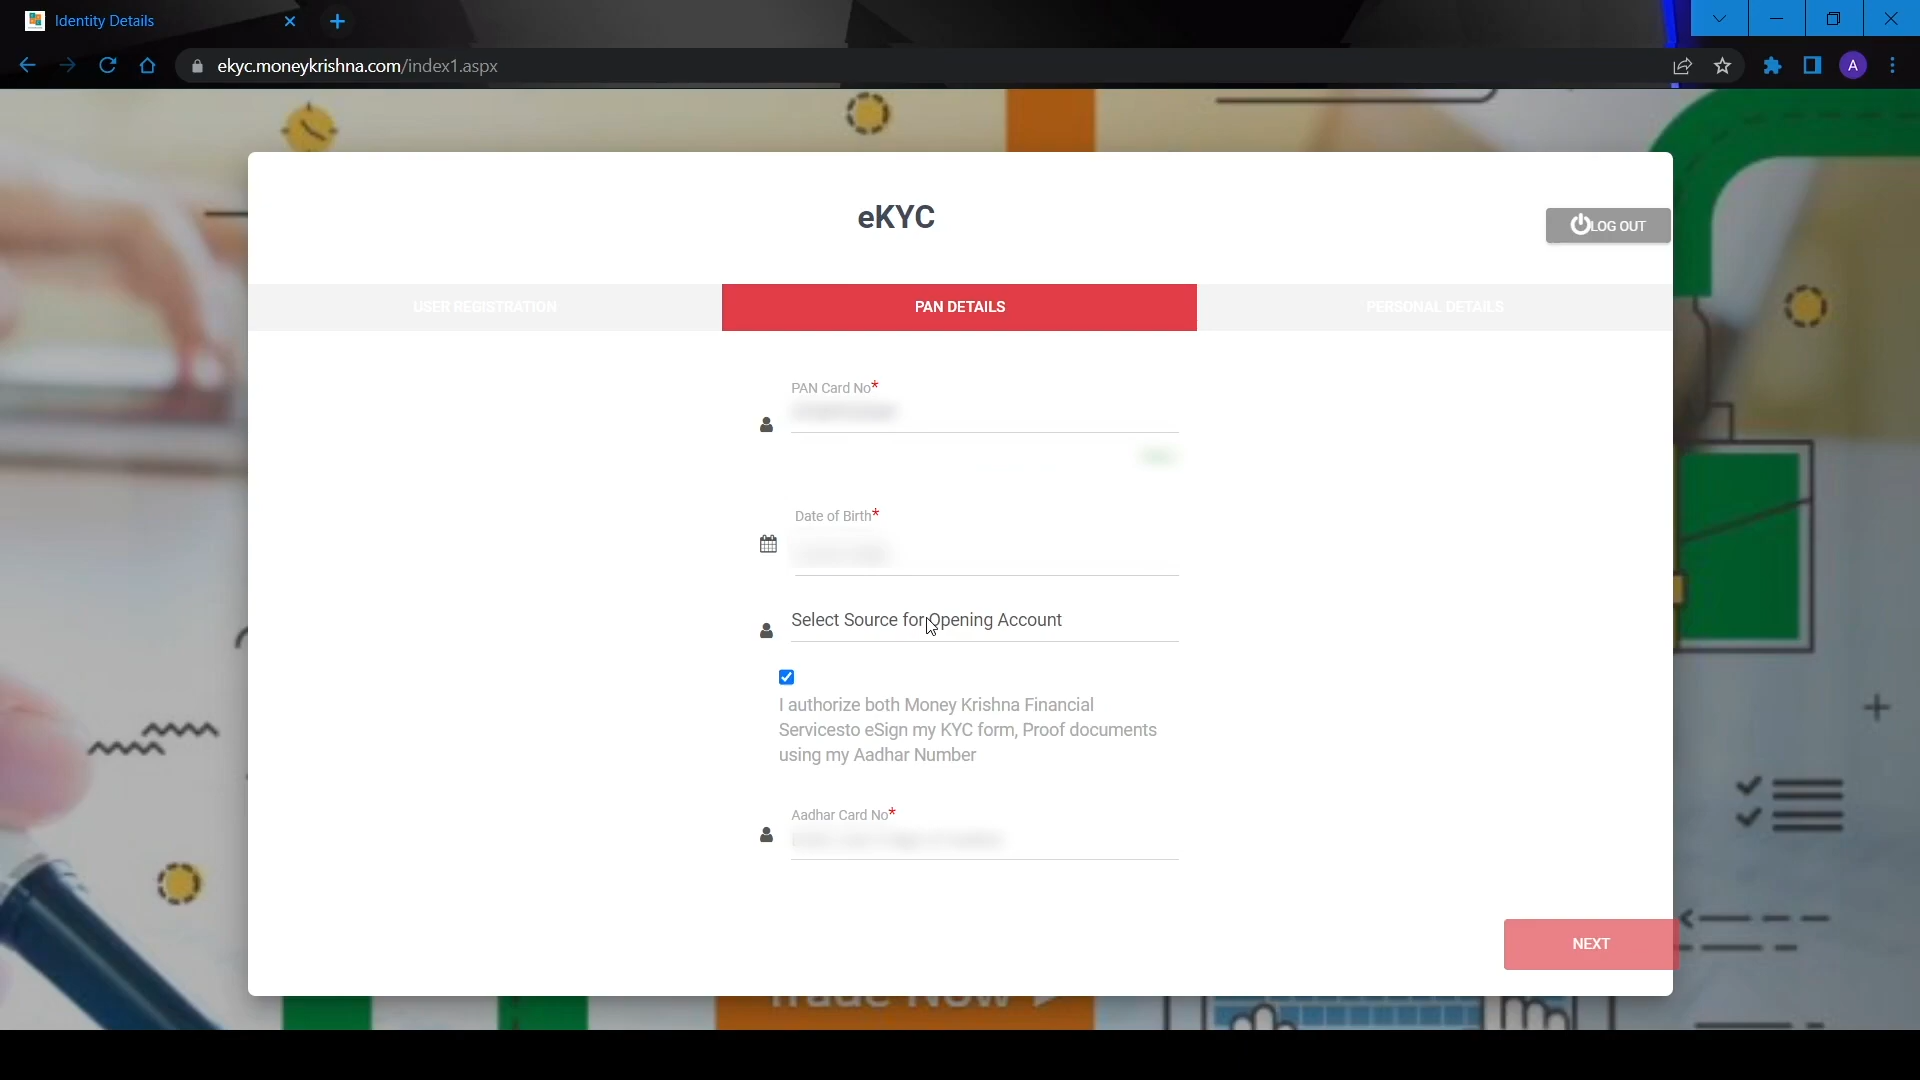 Identity Details
ekyc.moneykrishna.com/index1.aspx
A
eKYC
LOG OUT
USER REGISTRATION
PAN DETAILS
PERSONAL DETAILS
PAN Card No*
Date of Birth*
Select Source for Opening Account
I authorize both Money Krishna Financial
Servicesto eSign my KYC form, Proof documents
using my Aadhar Number
Aadhar Card No*
NEXT
Trade Now